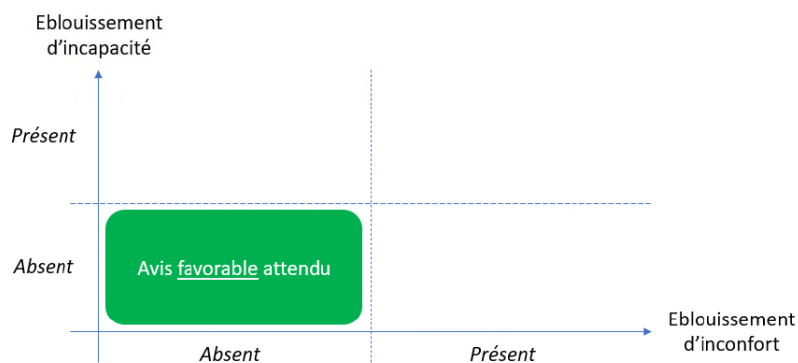 Eblouissement
d'incapacité
Présent
Absent
Avis favorable attendu
Absent
Présent
Eblouissement
d'inconfort